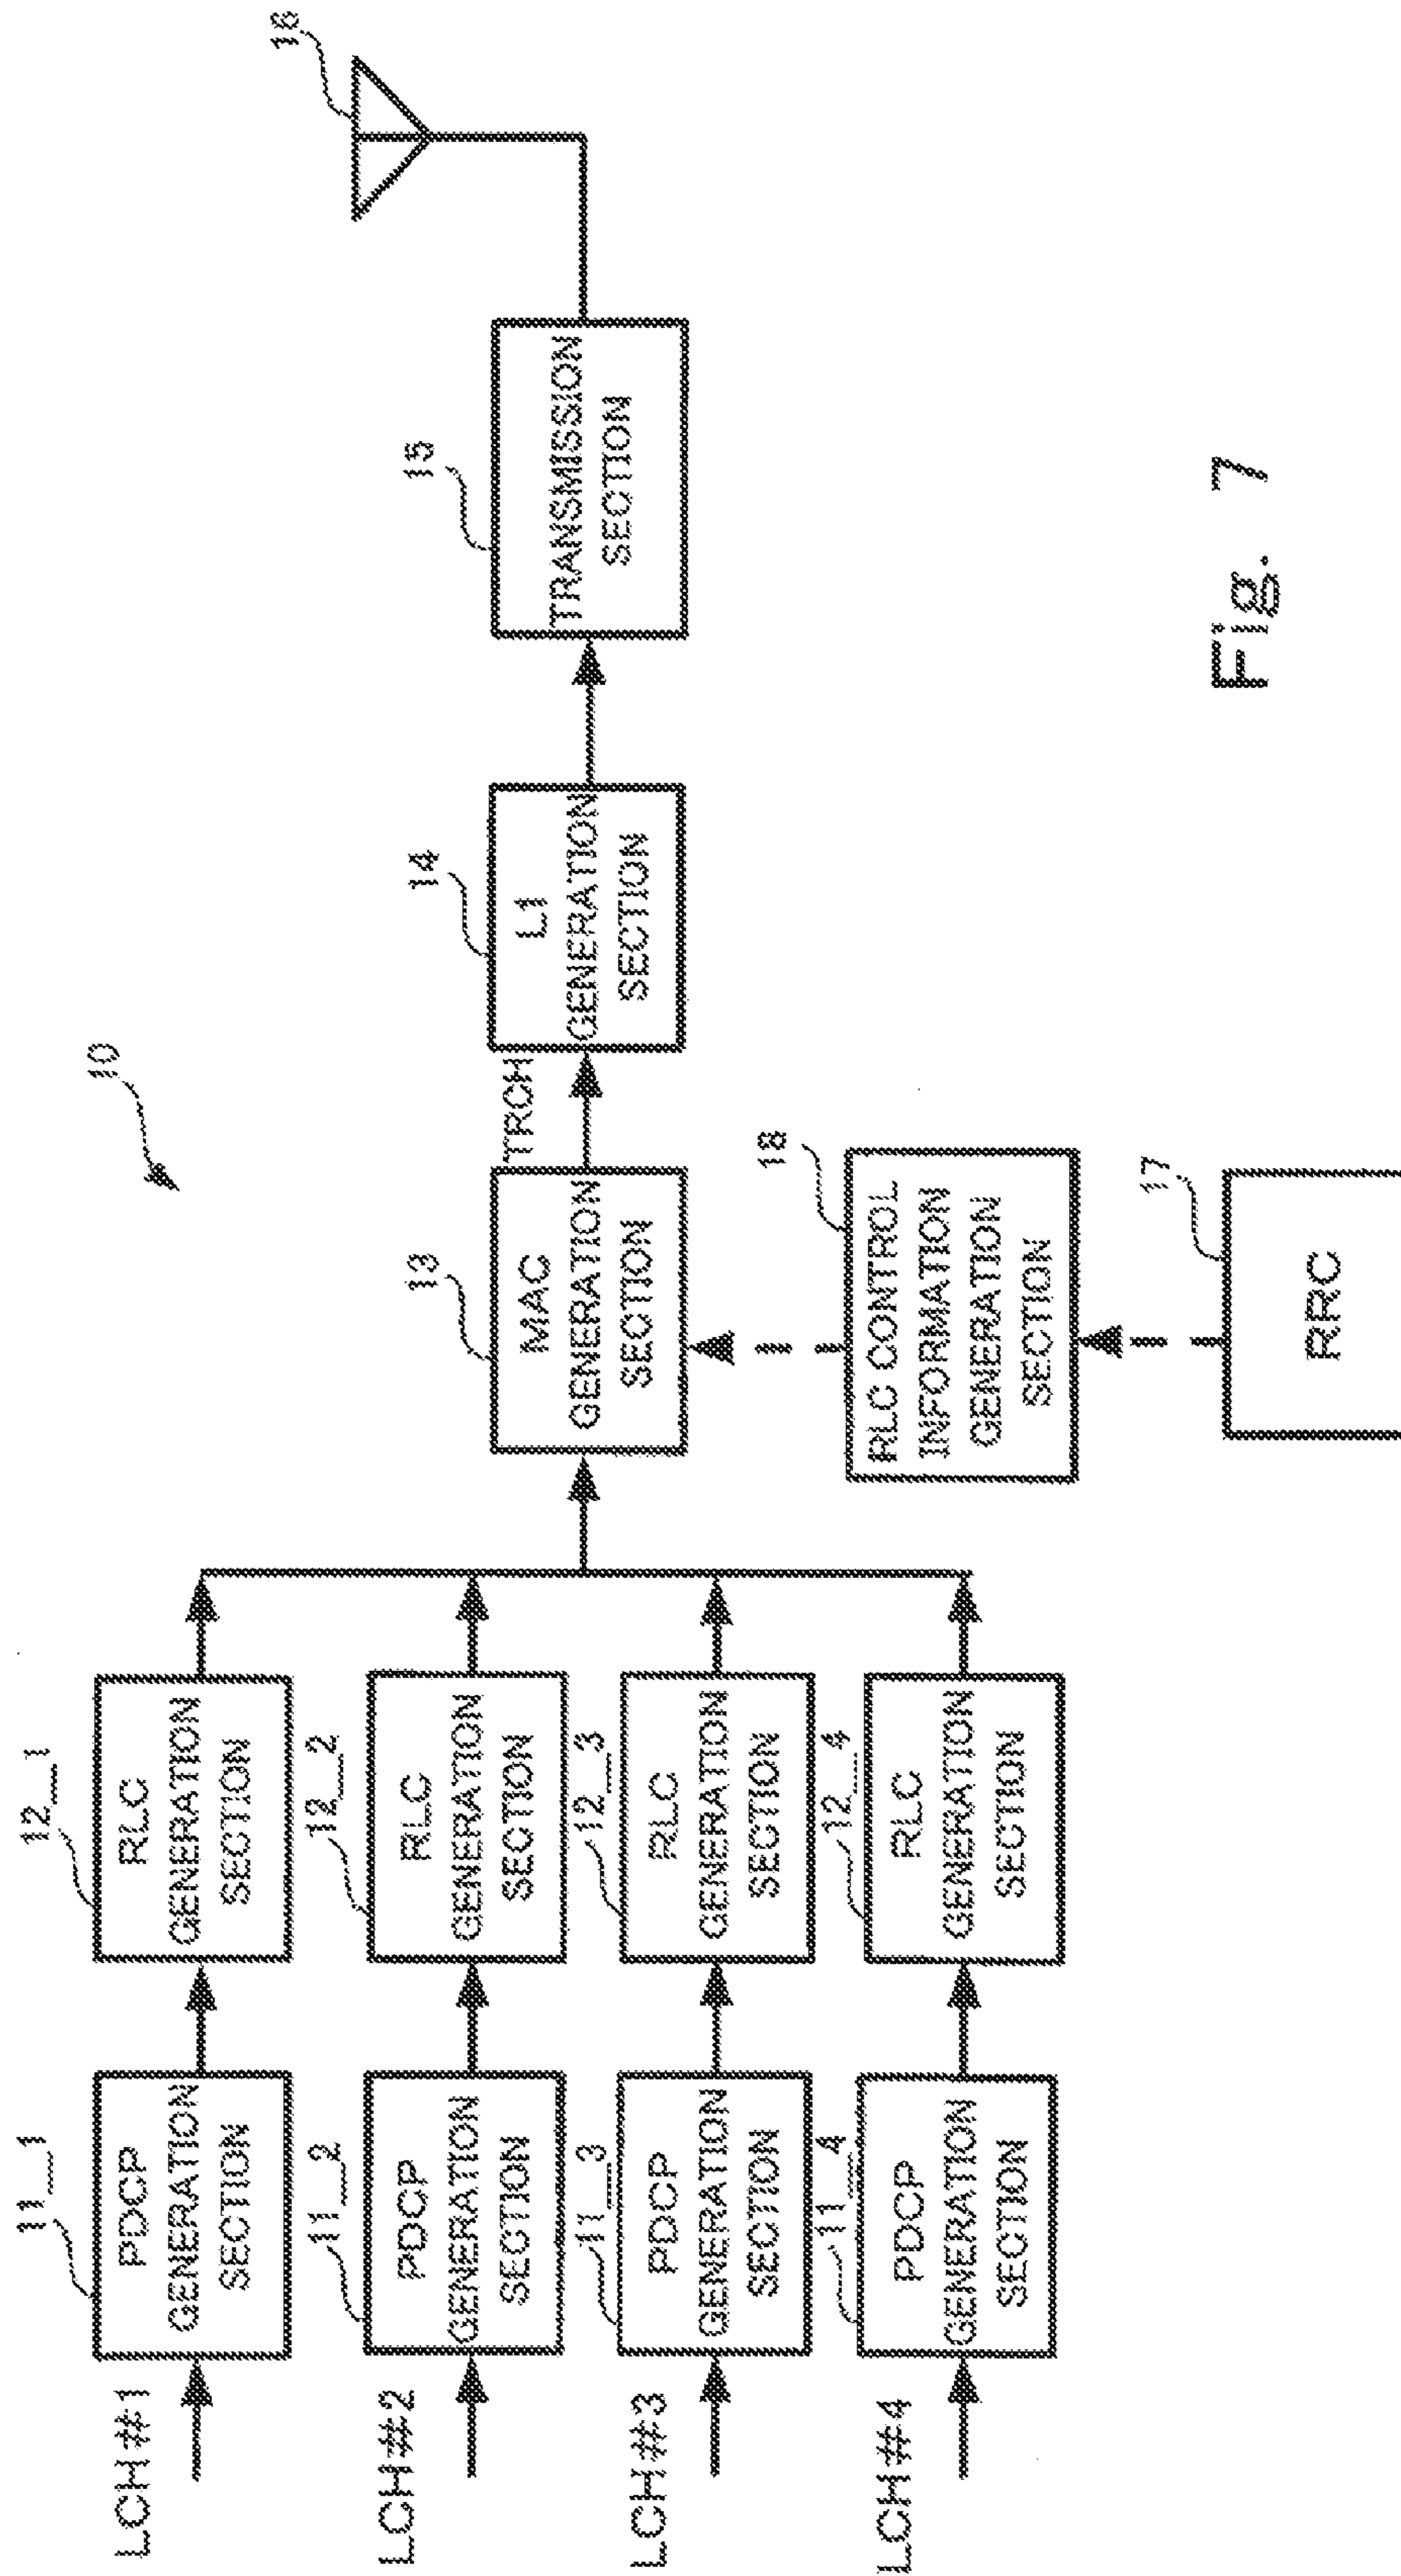 10
LCH#1
11_1
PDCP
GENERATION
SECTION
12_1
RLC
GENERATION
SECTION
LCH#2
11_2
PDCP
GENERATION
SECTION
12_2
RLC
GENERATION
SECTION
LCH#3
11_3
PDCP
GENERATION
SECTION
12_3
RLC
GENERATION
SECTION
LCH#4
11_4
PDCP
GENERATION
SECTION
12_4
RLC
GENERATION
SECTION
13
MAC
GENERATION
SECTION
TRCH
14
L1
GENERATION
SECTION
15
TRANSMISSION
SECTION
16
18
RLC CONTROL
INFORMATION
GENERATION
SECTION
17
RRC
Fig. 7